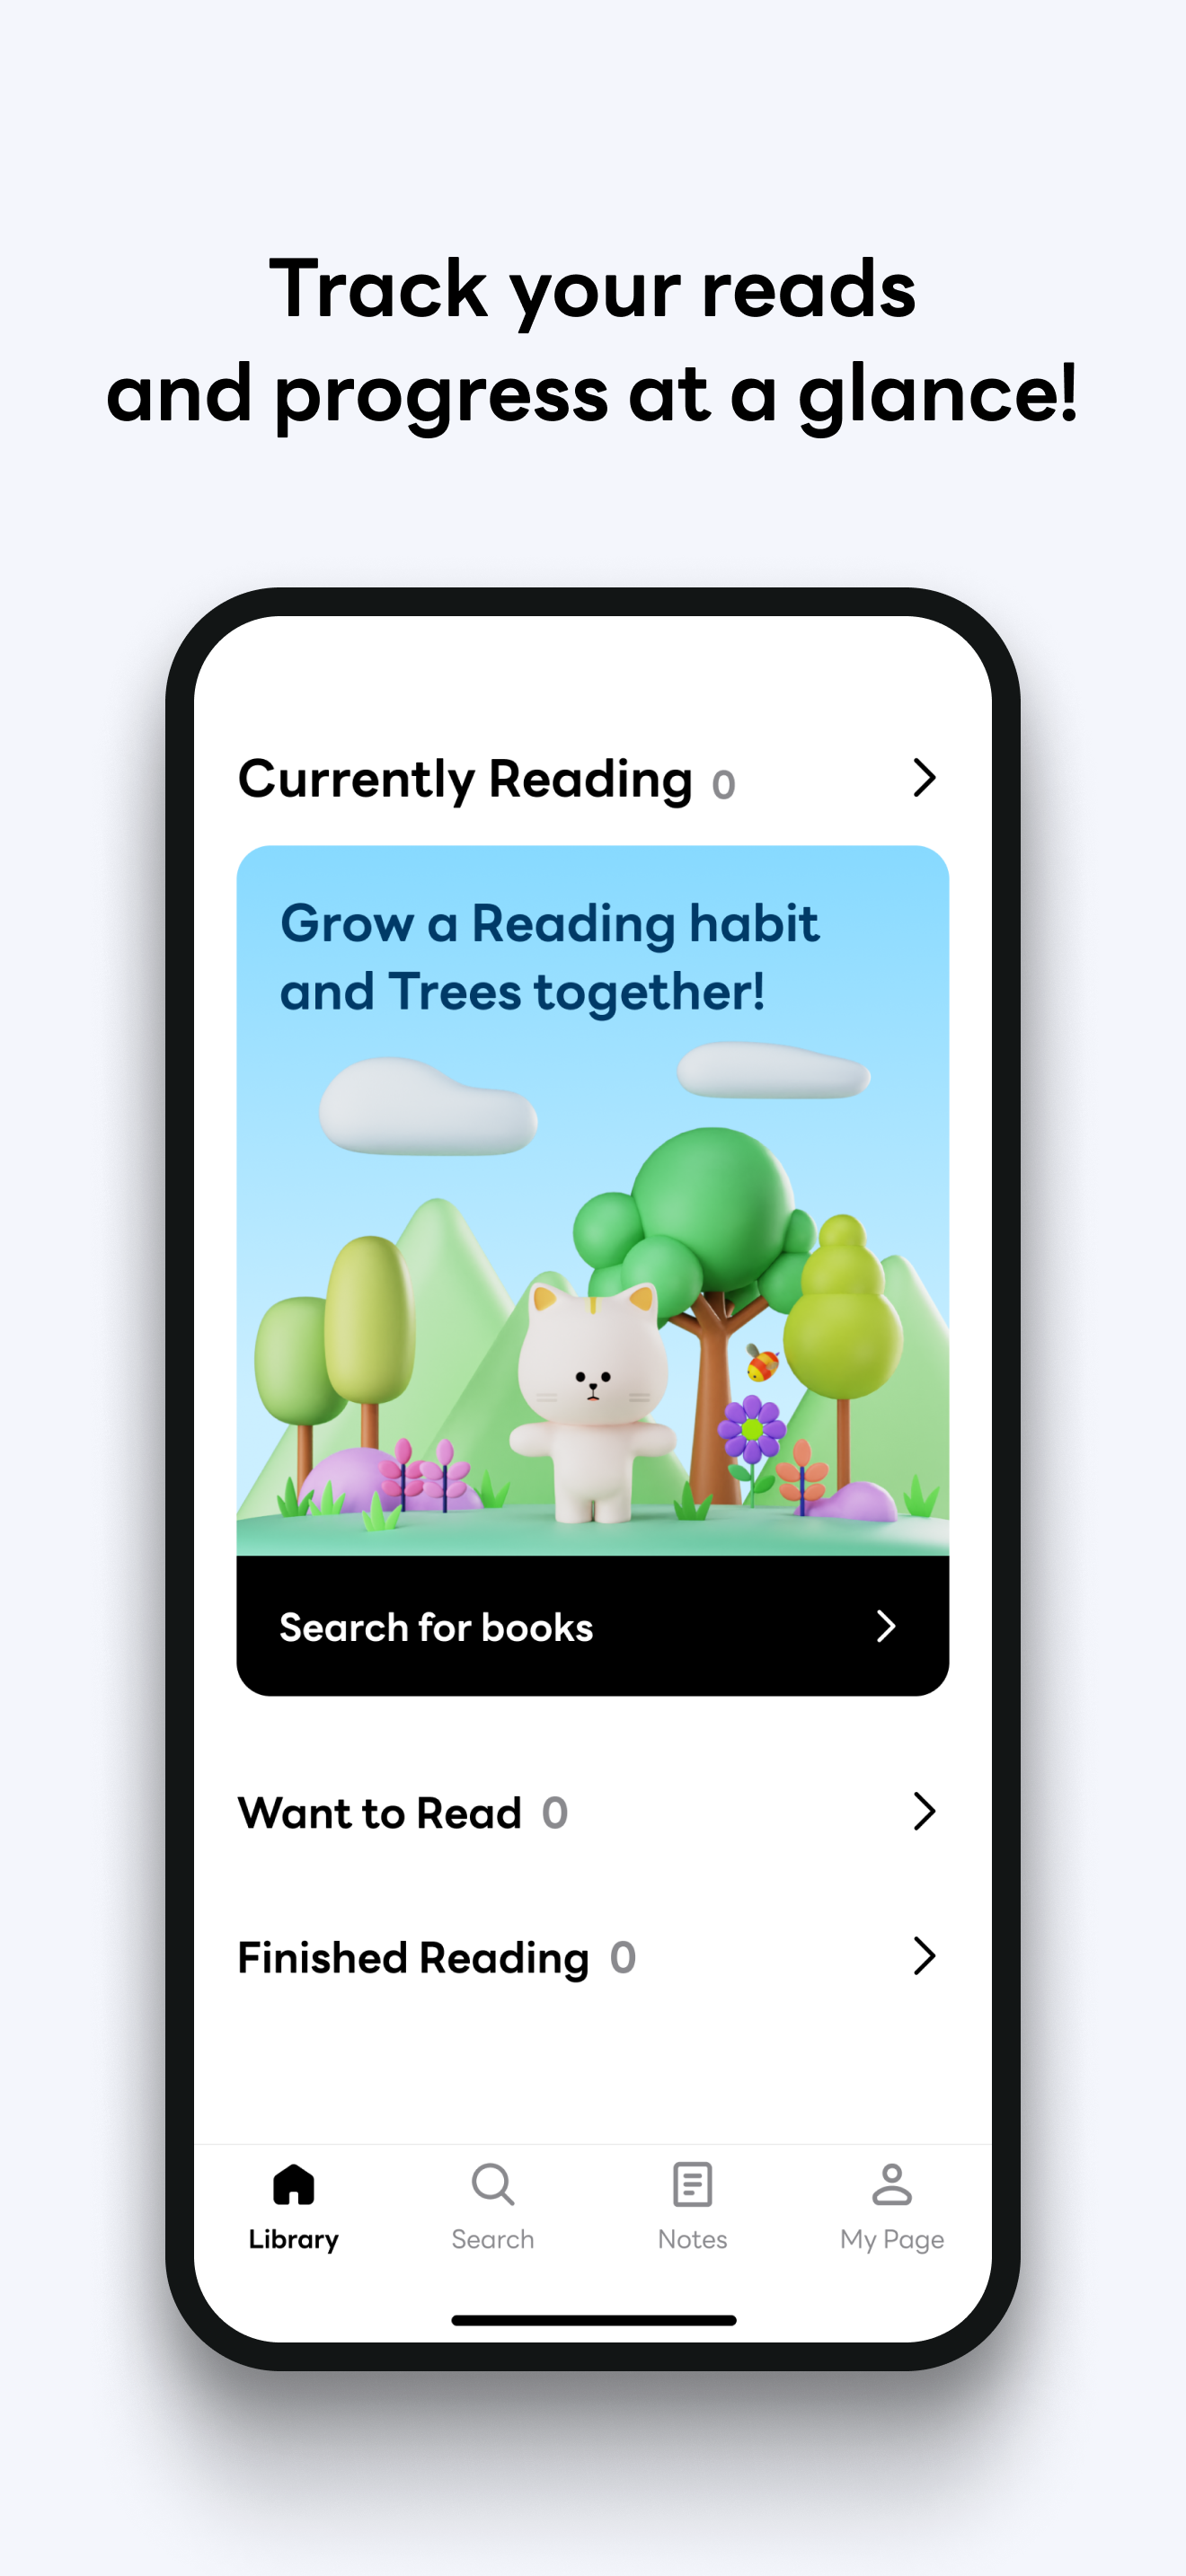 Track your reads
and progress at a glance!
Currently Reading 0
Grow a Reading habit
and Trees together!
Search for books
Want to Read 0
Finished Reading 0
Library
Search
Notes
My Page